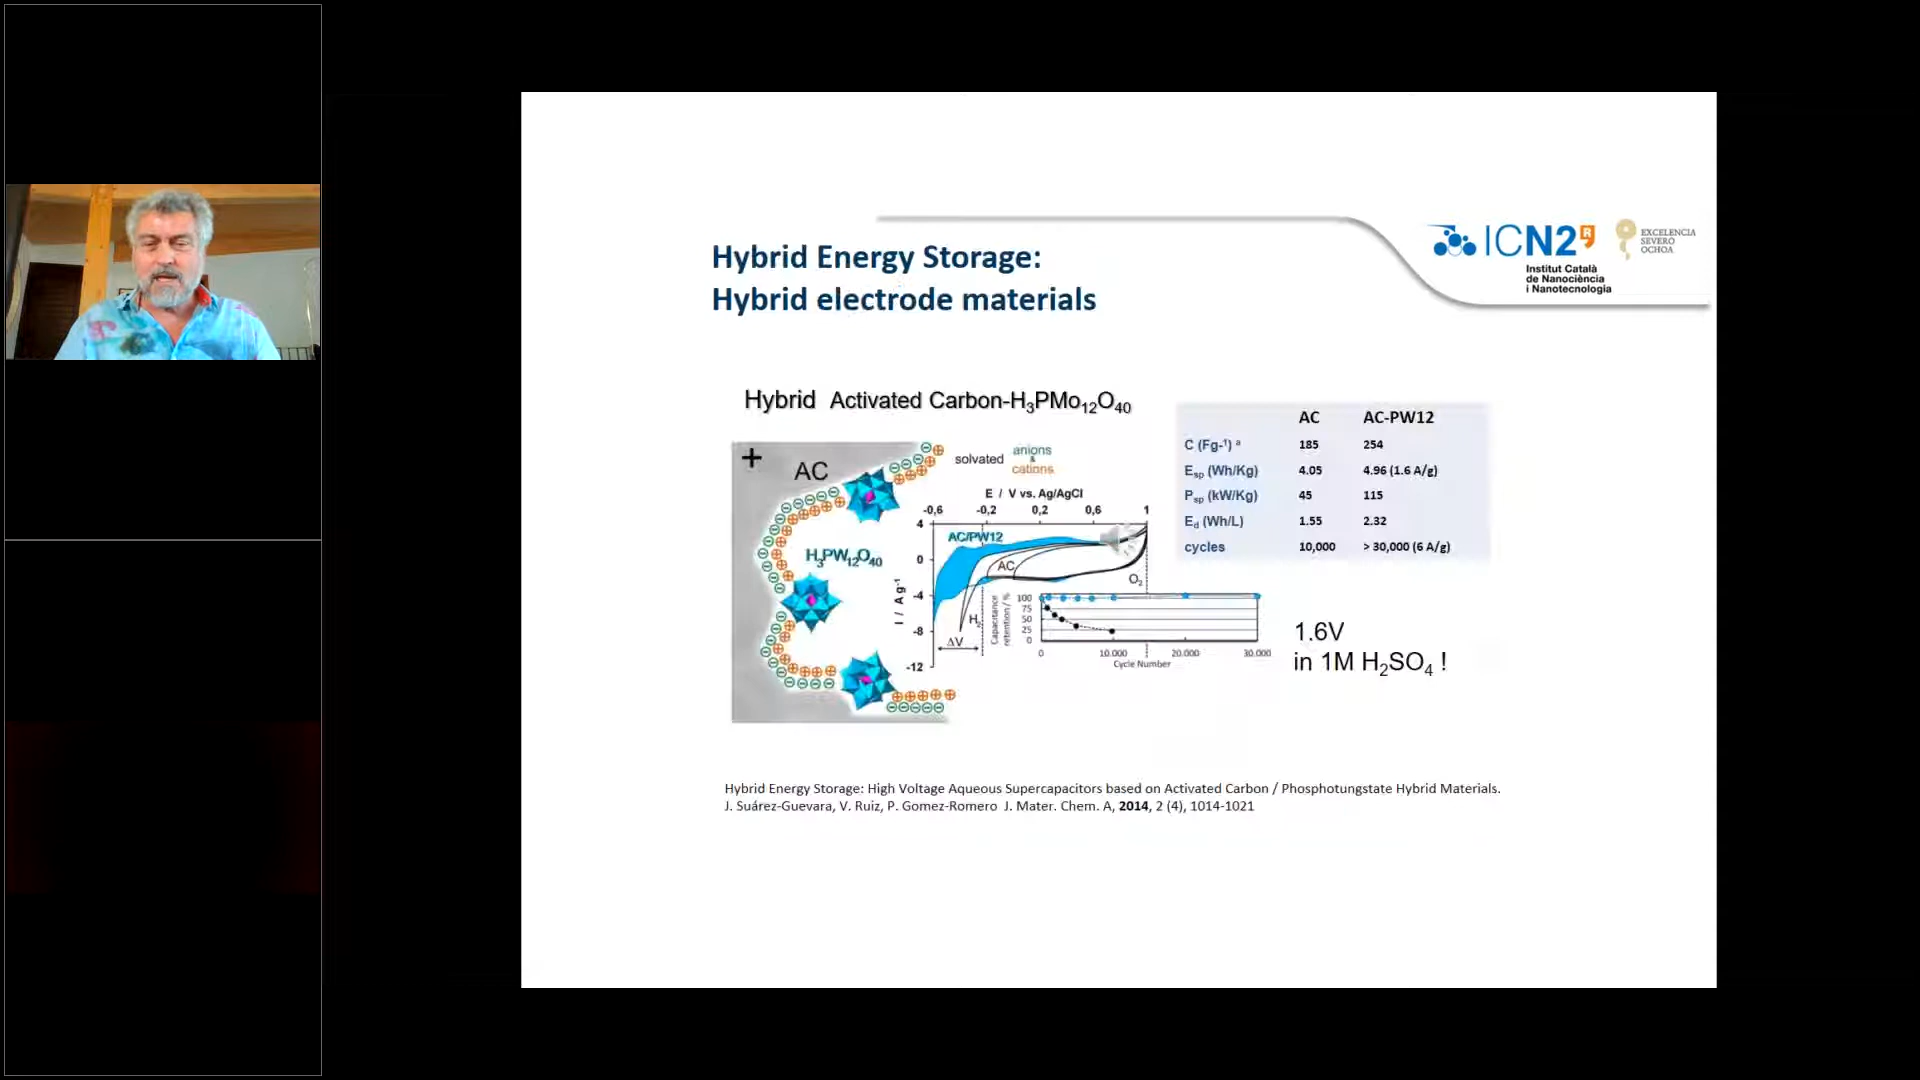 ICN2
R
Institut Català
de Nanociència
i Nanotecnologia
EXCELENCIA
SEVERO
OCHOA
Hybrid Energy Storage:
Hybrid electrode materials
Hybrid Activated Carbon-H₃PMo₁₂O₄₀
+
AC
solvated anions & cations
H₃PW₁₂O₄₀
E / V vs. Ag/AgCl
-0,6 -0,2 0,2 0,6 1
4
0
-4
-8
-12
I / A g⁻¹
AC/PW12
AC
O₂
H₂
ΔV
Capacitance
retention / %
100
75
50
25
0
0 10.000 20.000 30.000
Cycle Number
AC AC-PW12
C (Fg-¹) ᵃ 185 254
Eₛₚ (Wh/Kg) 4.05 4.96 (1.6 A/g)
Pₛₚ (kW/Kg) 45 115
E_d (Wh/L) 1.55 2.32
cycles 10,000 > 30,000 (6 A/g)
1.6V
in 1M H₂SO₄ !
Hybrid Energy Storage: High Voltage Aqueous Supercapacitors based on Activated Carbon / Phosphotungstate Hybrid Materials.
J. Suárez-Guevara, V. Ruiz, P. Gomez-Romero J. Mater. Chem. A, 2014, 2 (4), 1014-1021